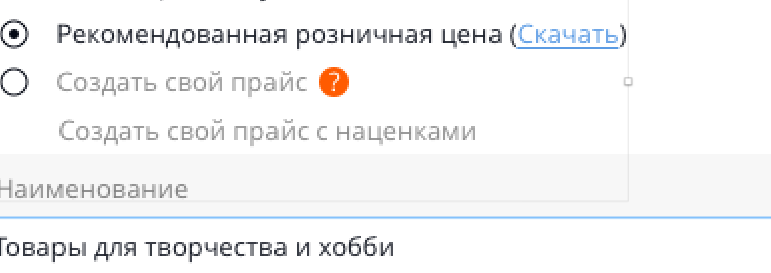 Рекомендованная розничная цена (Скачать)
Создать свой прайс ?
Создать свой прайс с наценками
Наименование
Товары для творчества и хобби